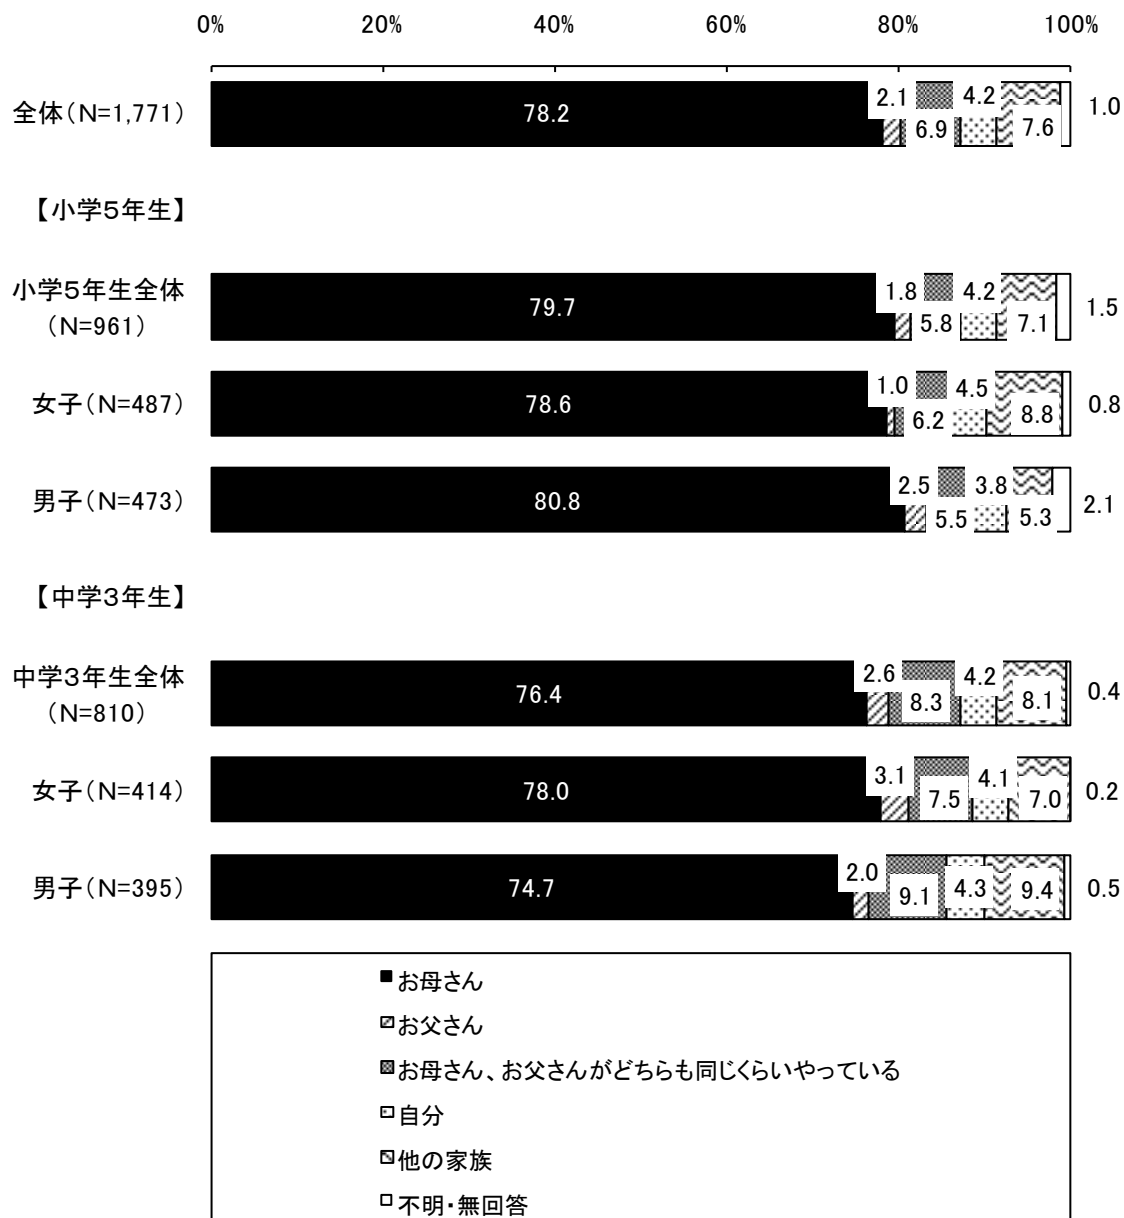 0% 20% 40% 60% 80% 100%
全体(N=1,771) 78.2 2.1 6.9 4.2 7.6 1.0
【小学5年生】
小学5年生全体
(N=961) 79.7 1.8 5.8 4.2 7.1 1.5
女子(N=487) 78.6 1.0 6.2 4.5 8.8 0.8
男子(N=473) 80.8 2.5 5.5 3.8 5.3 2.1
【中学3年生】
中学3年生全体
(N=810) 76.4 2.6 8.3 4.2 8.1 0.4
女子(N=414) 78.0 3.1 7.5 4.1 7.0 0.2
男子(N=395) 74.7 2.0 9.1 4.3 9.4 0.5
お母さん
お父さん
お母さん、お父さんがどちらも同じくらいやっている
自分
他の家族
不明・無回答